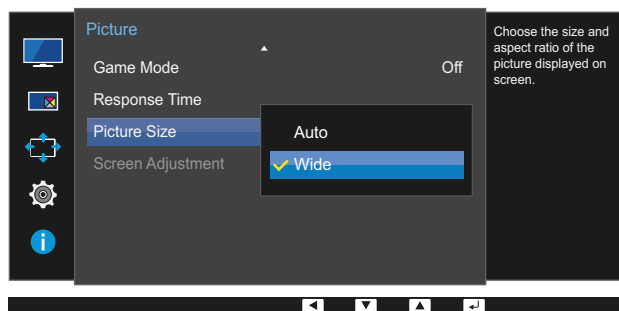 Picture
Game Mode Off
Response Time
Picture Size
Auto
Screen Adjustment
Wide
Choose the size and
aspect ratio of the
picture displayed on
screen.